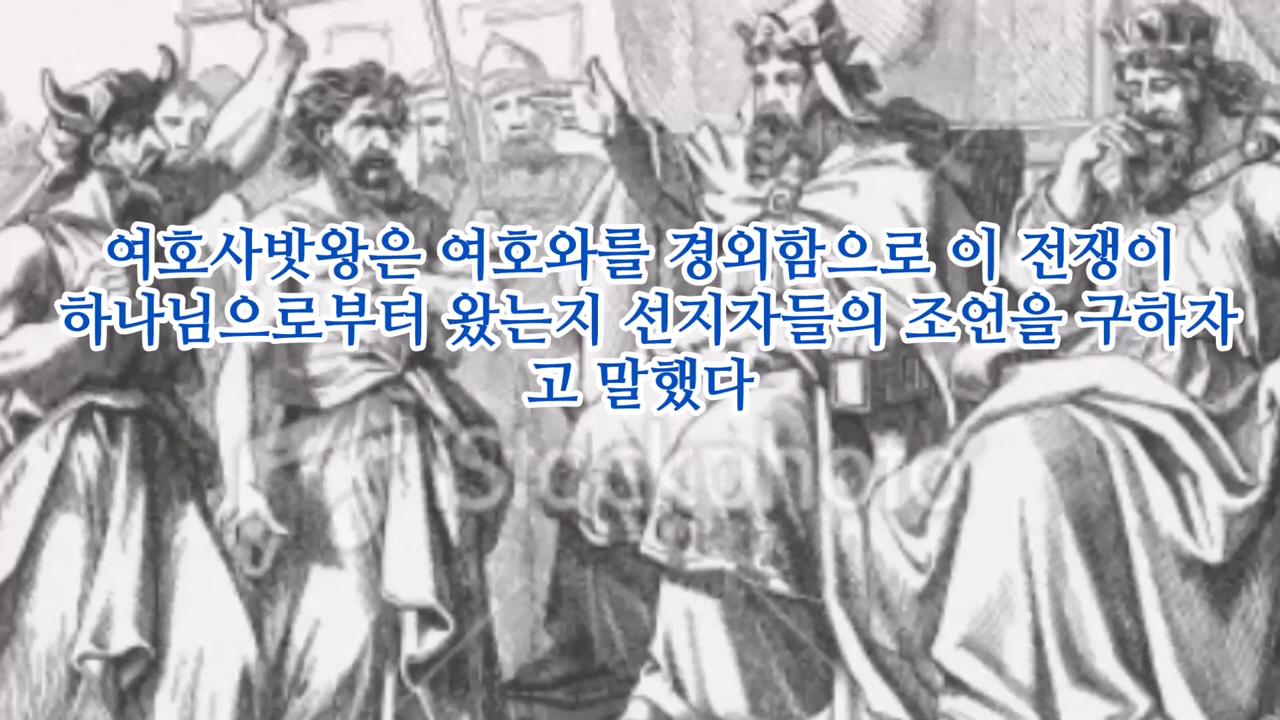 여호사밧왕은 여호와를 경외함으로 이 전쟁이
하나님으로부터 왔는지 선지자들의 조언을 구하자
고 말했다
iStockphoto